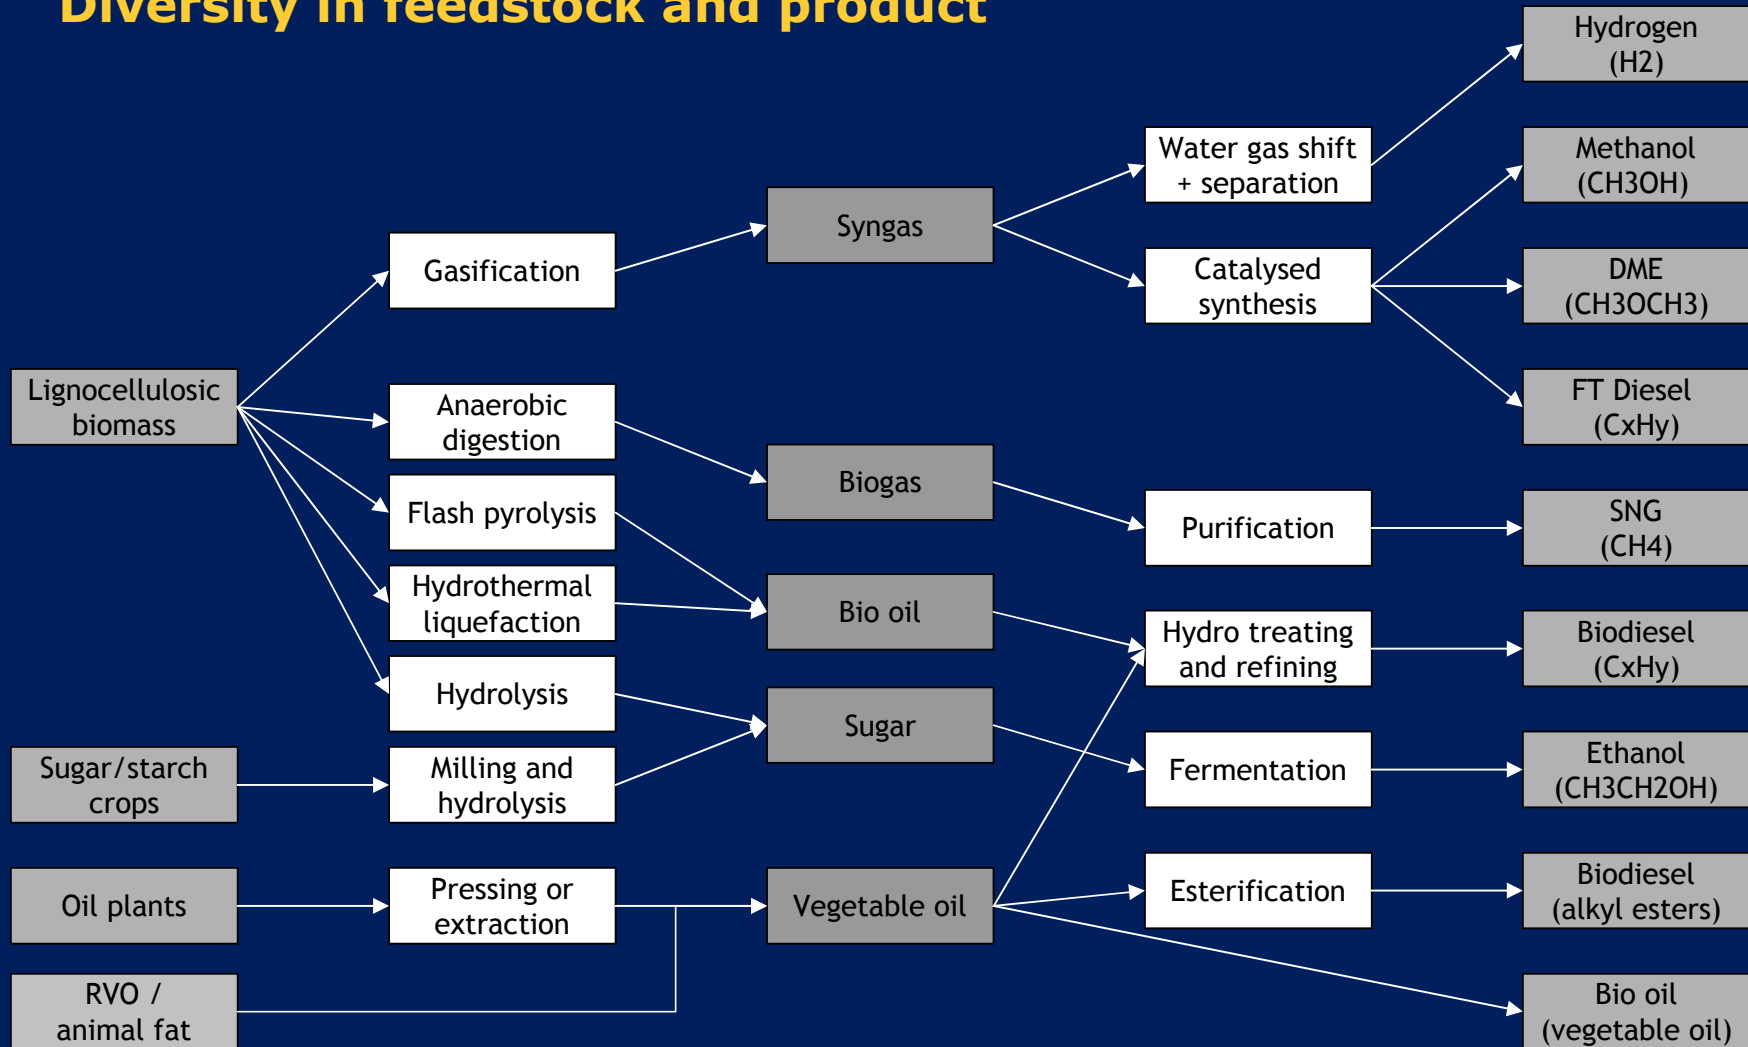 Diversity in feedstock and product
Hydrogen
(H2)
Water gas shift
+ separation
Methanol
(CH3OH)
Syngas
Gasification
Catalysed
synthesis
DME
(CH3OCH3)
Lignocellulosic
biomass
Anaerobic
digestion
FT Diesel
(CxHy)
Biogas
Flash pyrolysis
Purification
SNG
(CH4)
Hydrothermal
liquefaction
Bio oil
Hydro treating
and refining
Biodiesel
(CxHy)
Hydrolysis
Sugar
Sugar/starch
crops
Milling and
hydrolysis
Fermentation
Ethanol
(CH3CH2OH)
Oil plants
Pressing or
extraction
Vegetable oil
Esterification
Biodiesel
(alkyl esters)
RVO /
animal fat
Bio oil
(vegetable oil)